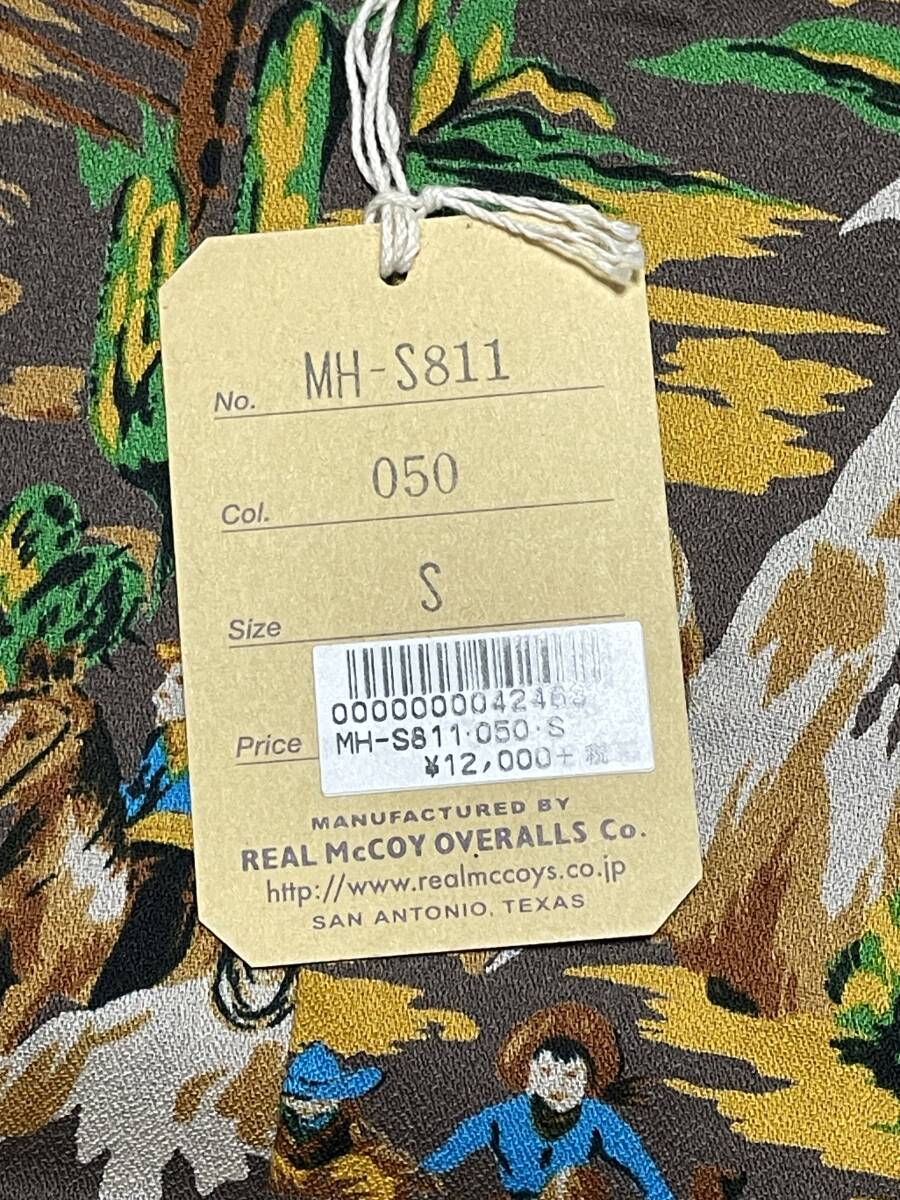 No. MH-S811
Col. 050
Size S
Price
MH-S811·050·S
¥12,000+税
MANUFACTURED BY
REAL McCOY OVERALLS Co.
http://www.realmccoys.co.jp
SAN ANTONIO, TEXAS